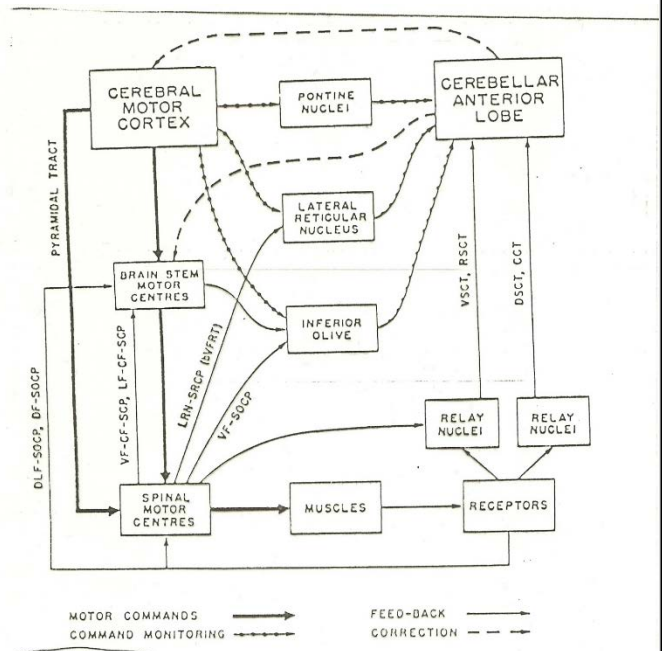 CEREBRAL
MOTOR
CORTEX
PONTINE
NUCLEI
CEREBELLAR
ANTERIOR
LOBE
PYRAMIDAL TRACT
LATERAL
RETICULAR
NUCLEUS
BRAIN STEM
MOTOR
CENTRES
INFERIOR
OLIVE
VSCT, RSCT
DSCT, CCT
DLF-SOCP, DF-SOCP
VF-CF-SCP, LF-CF-SCP
LRN-SRCP (bVFRT)
VF-SOCP
RELAY
NUCLEI
RELAY
NUCLEI
SPINAL
MOTOR
CENTRES
MUSCLES
RECEPTORS
MOTOR COMMANDS
FEED-BACK
COMMAND MONITORING
CORRECTION